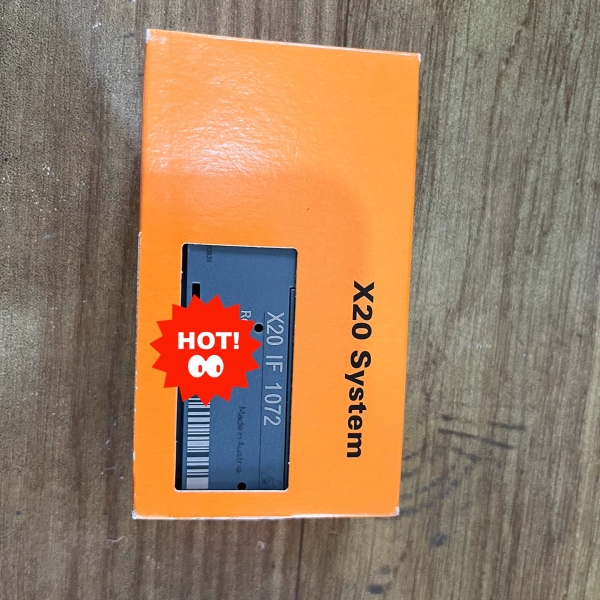 X20 System
X20 IF 1072
Made in Austria
HOT!